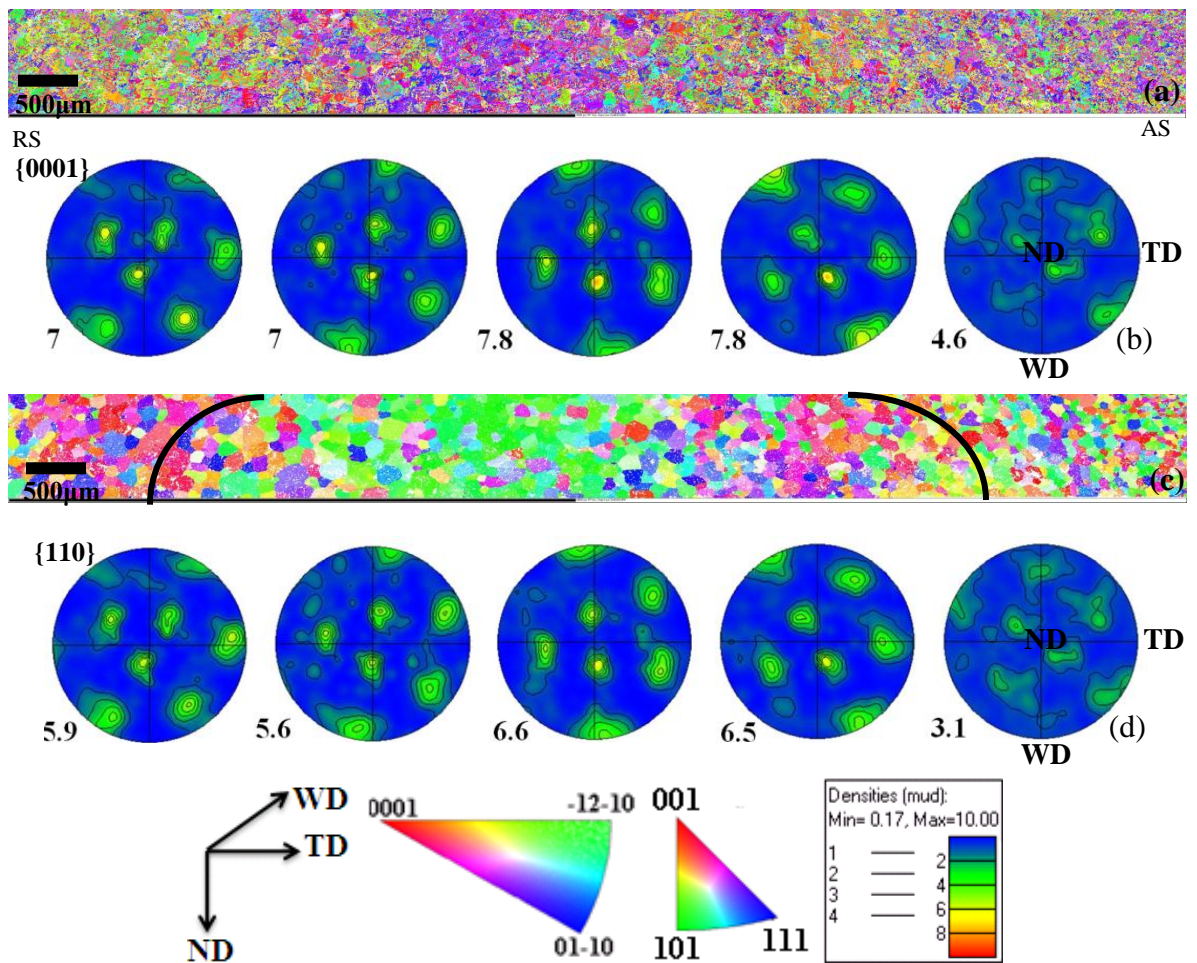 (a)
500µm
RS
AS
{0001}
ND
TD
7
7
7.8
7.8
4.6
(b)
WD
500µm
(c)
{110}
ND
TD
5.9
5.6
6.6
6.5
3.1
(d)
WD
WD
TD
ND
0001
-12-10
01-10
001
101
111
Densities (mud):
Min= 0.17, Max=10.00
1
2
3
4
2
4
6
8